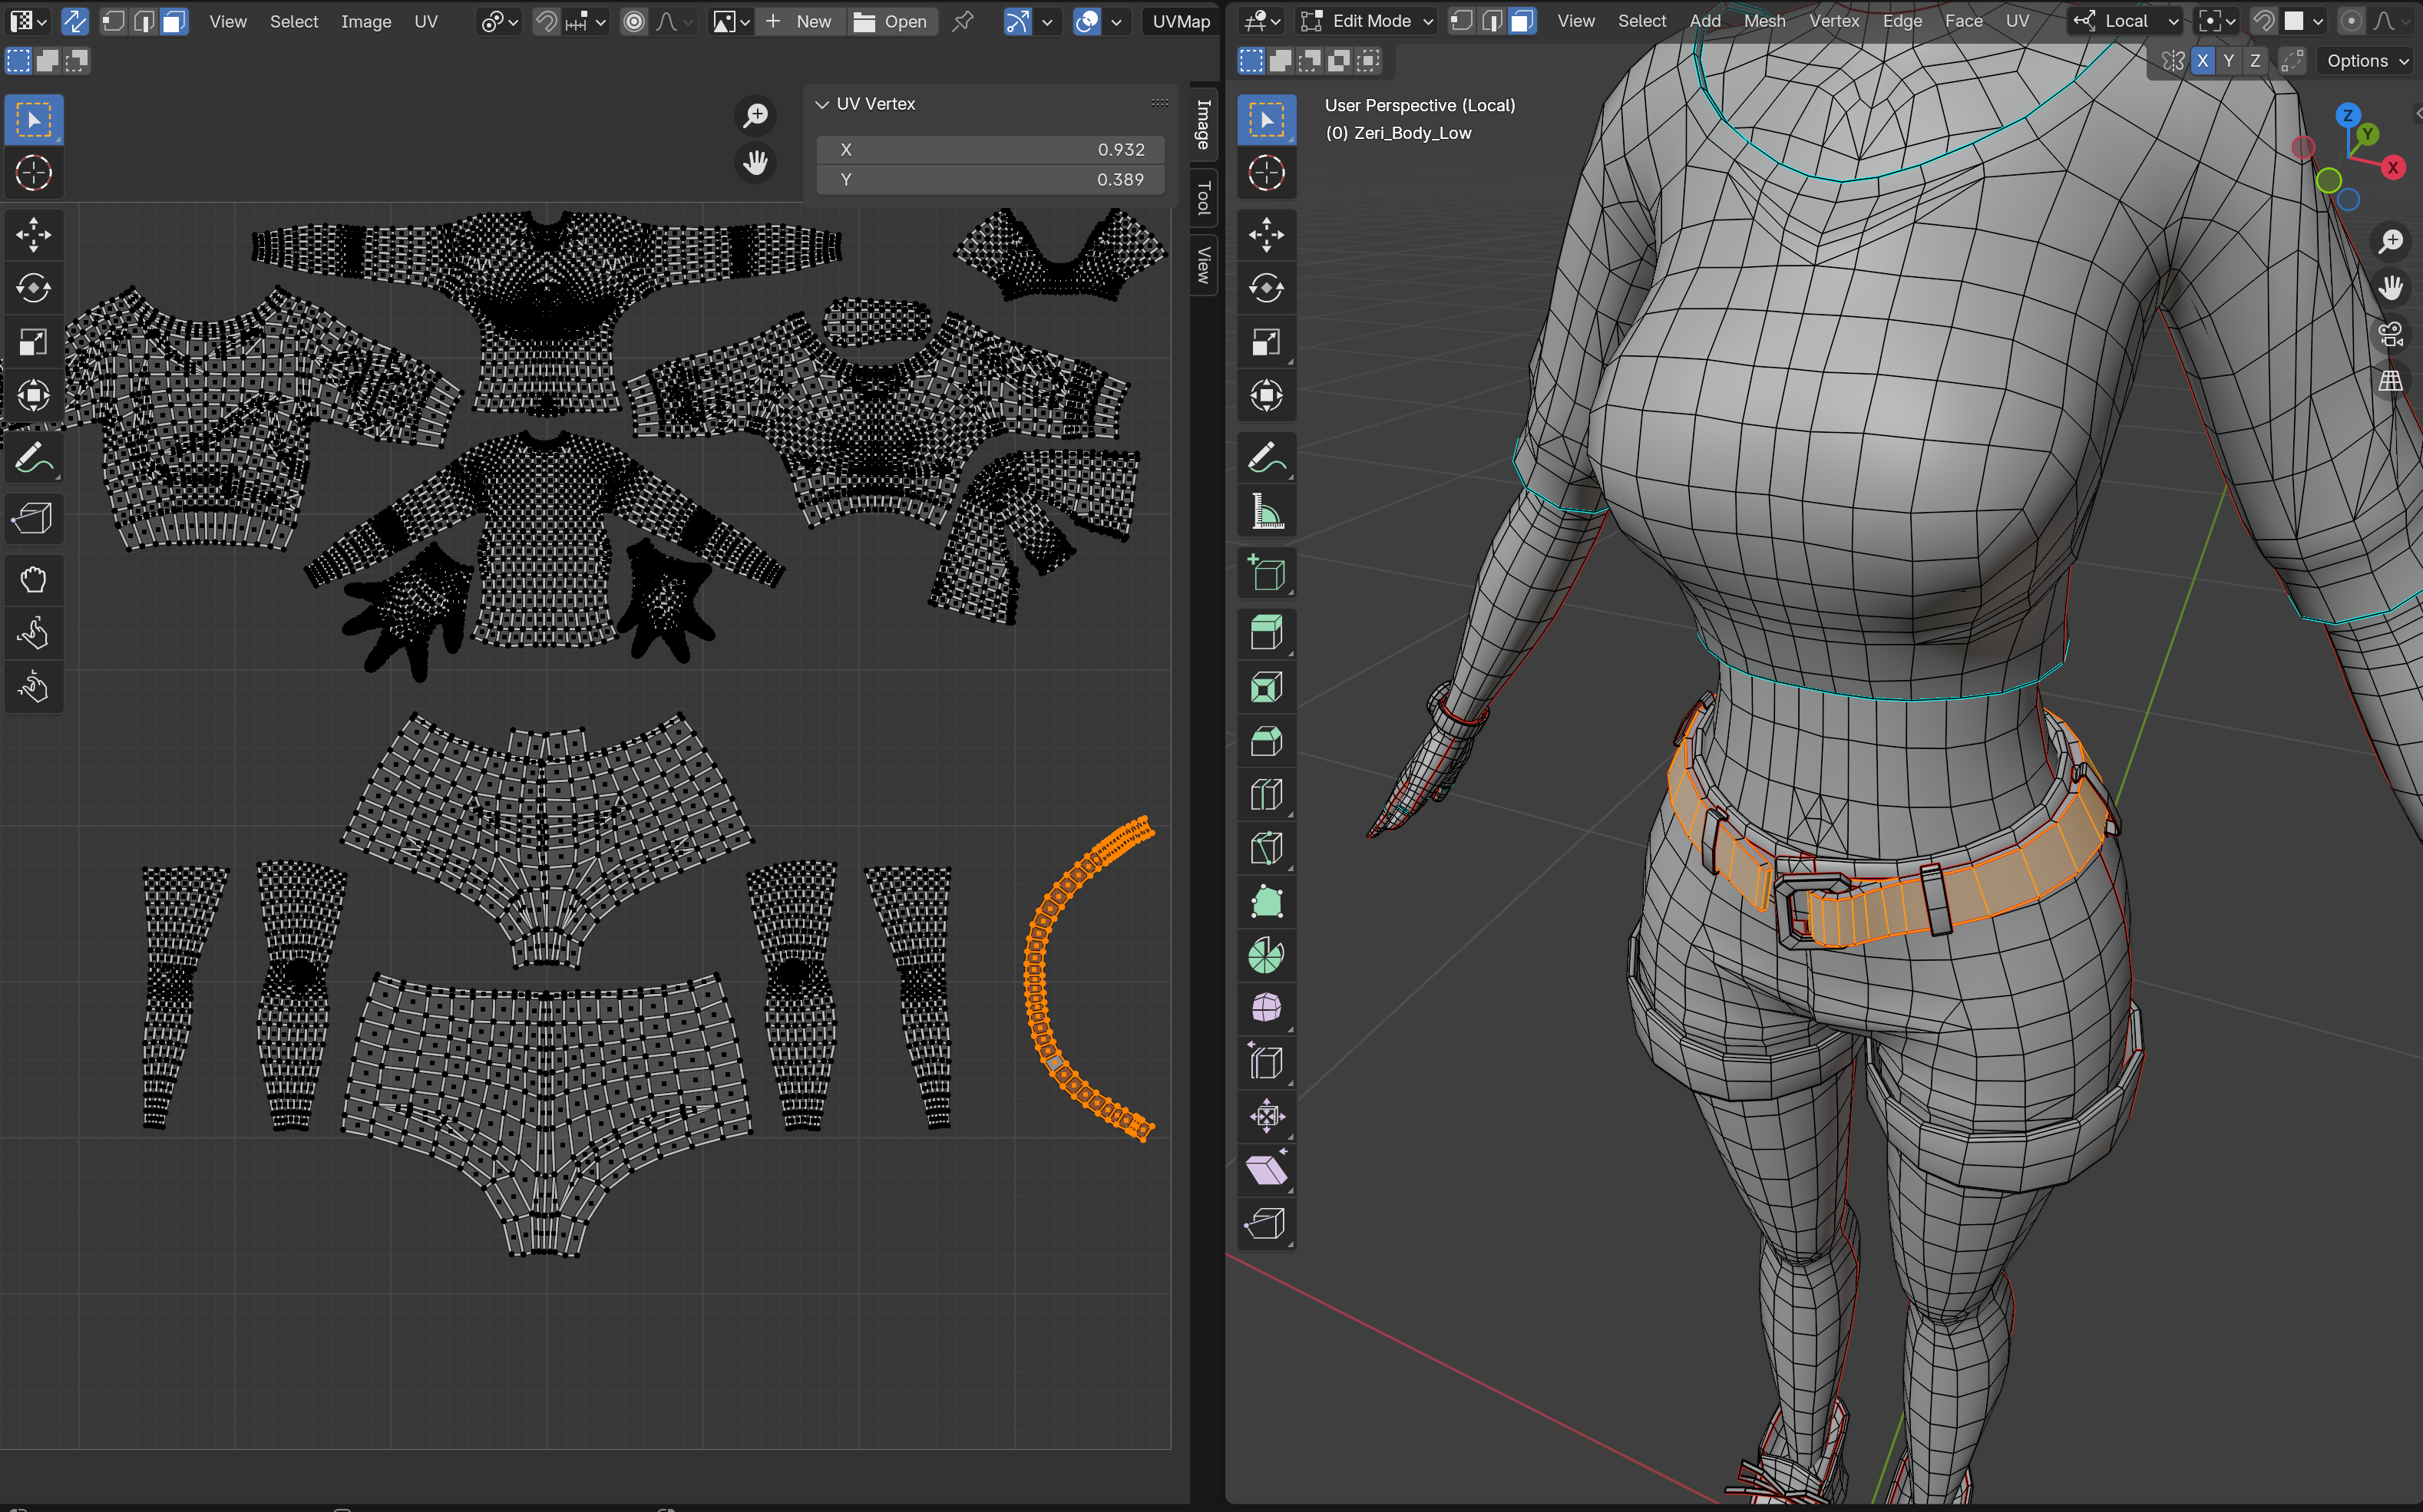 View Select Image UV New Open UVMap
UV Vertex
X 0.932
Y 0.389
Image
Tool
View
Edit Mode View Select Add Mesh Vertex Edge Face UV Local
X Y Z Options
User Perspective (Local)
(0) Zeri_Body_Low
Z
Y
X